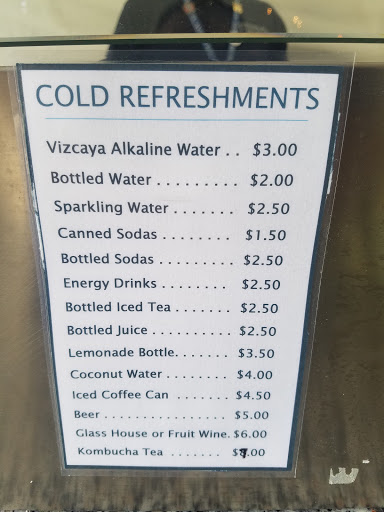 COLD REFRESHMENTS
Vizcaya Alkaline Water . . $3.00
Bottled Water . . . . . . . . . $2.00
Sparkling Water . . . . . . . $2.50
Canned Sodas . . . . . . . . $1.50
Bottled Sodas . . . . . . . . . $2.50
Energy Drinks . . . . . . . . $2.50
Bottled Iced Tea . . . . . . . $2.50
Bottled Juice . . . . . . . . . . $2.50
Lemonade Bottle. . . . . . . $3.50
Coconut Water . . . . . . . . $4.00
Iced Coffee Can . . . . . . . $4.50
Beer . . . . . . . . . . . . . . . . $5.00
Glass House or Fruit Wine. $6.00
Kombucha Tea . . . . . . .